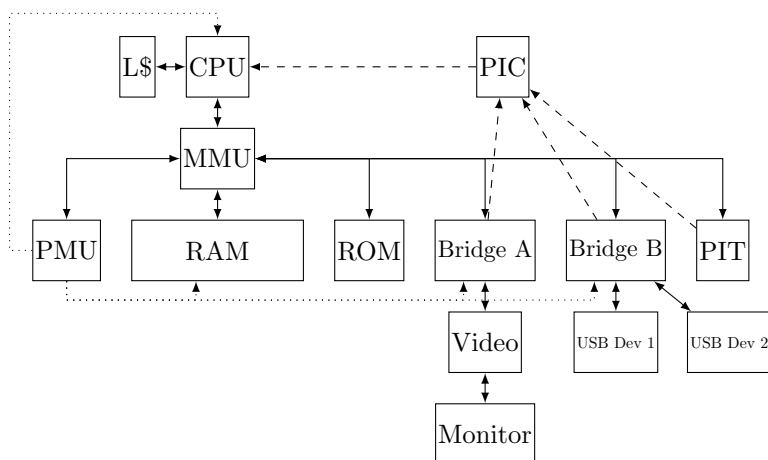 L$
CPU
PIC
MMU
PMU
RAM
ROM
Bridge A
Bridge B
PIT
Video
USB Dev 1
USB Dev 2
Monitor